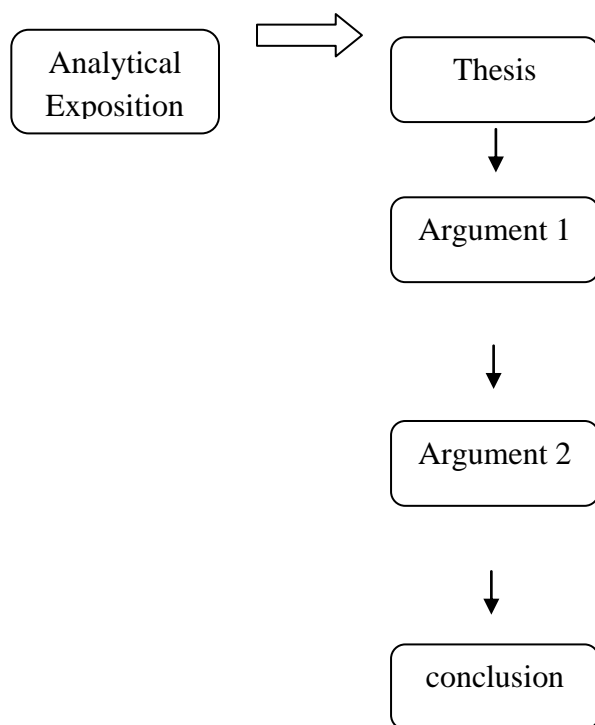 Analytical
Exposition
Thesis
Argument 1
Argument 2
conclusion